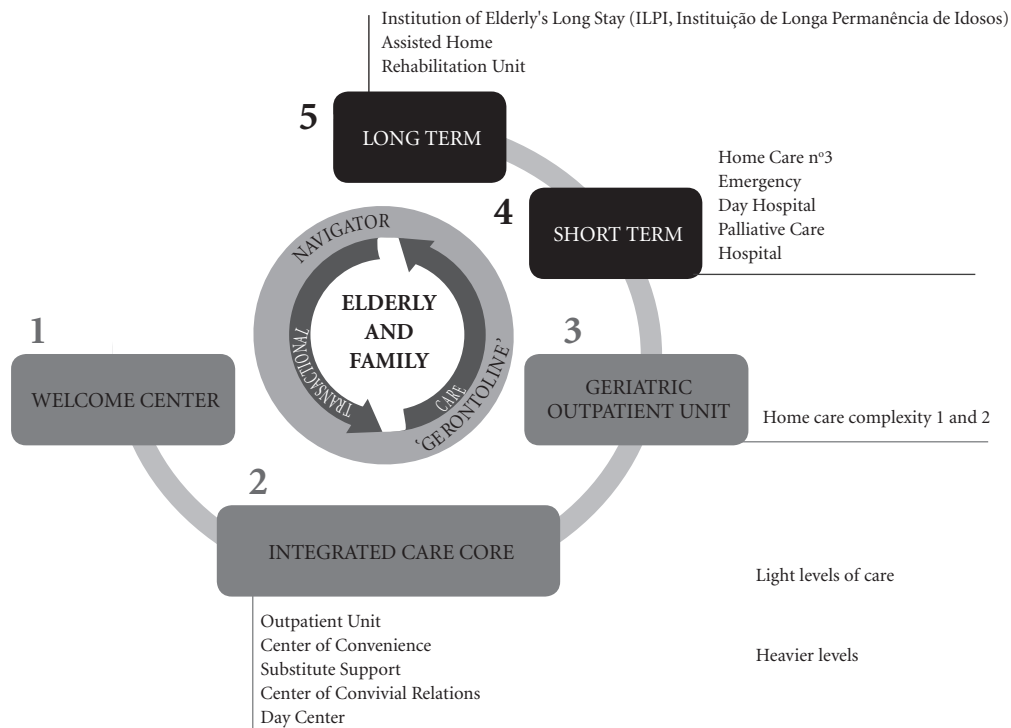 Institution of Elderly's Long Stay (ILPI, Instituição de Longa Permanência de Idosos)
Assisted Home
Rehabilitation Unit
5
LONG TERM
4
SHORT TERM
Home Care nº3
Emergency
Day Hospital
Palliative Care
Hospital
NAVIGATOR
'GERONTOLINE'
TRANSACTIONAL
CARE
ELDERLY
AND
FAMILY
1
WELCOME CENTER
3
GERIATRIC
OUTPATIENT UNIT
Home care complexity 1 and 2
2
INTEGRATED CARE CORE
Outpatient Unit
Center of Convenience
Substitute Support
Center of Convivial Relations
Day Center
Light levels of care
Heavier levels